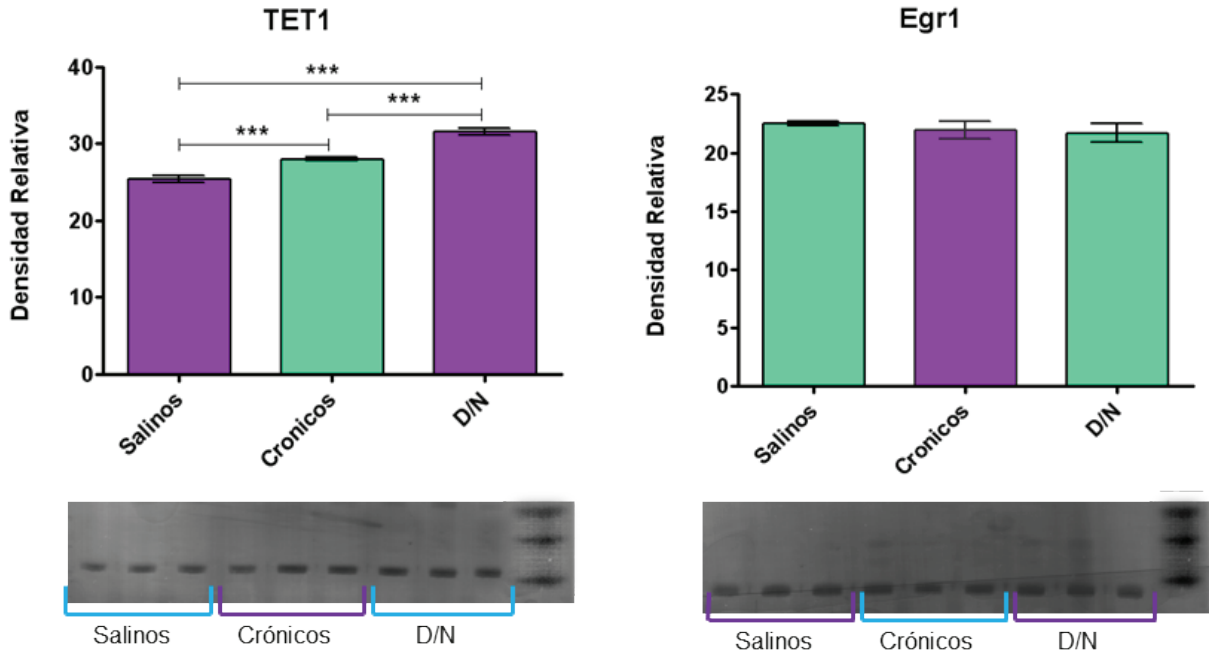 TET1
Densidad Relativa
40
30
20
10
0
***
***
***
Salinos
Cronicos
D/N
Salinos
Crónicos
D/N
Egr1
Densidad Relativa
25
20
15
10
5
0
Salinos
Cronicos
D/N
Salinos
Crónicos
D/N